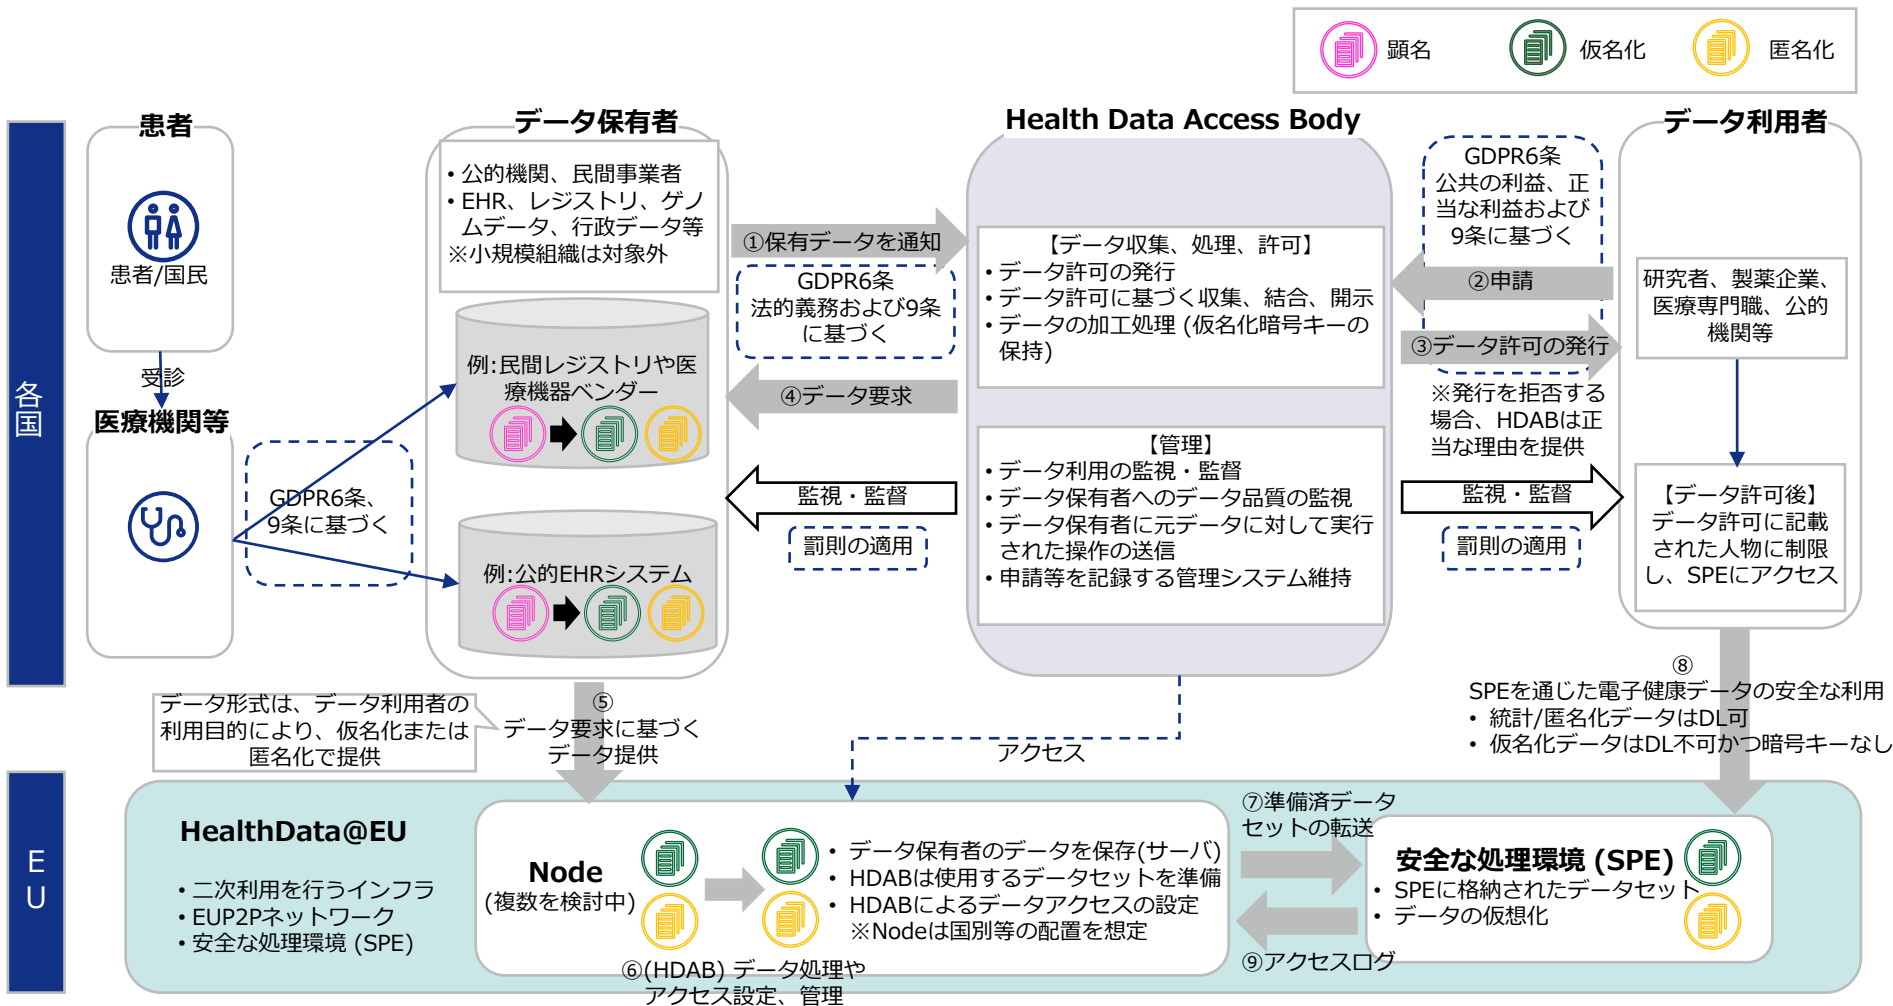 顕名
仮名化
匿名化
各国
患者
患者/国民
受診
医療機関等
GDPR6条、
9条に基づく
データ保有者
• 公的機関、民間事業者
• EHR、レジストリ、ゲノ
ムデータ、行政データ等
※小規模組織は対象外
例:民間レジストリや医
療機器ベンダー
例:公的EHRシステム
①保有データを通知
GDPR6条
法的義務および9条
に基づく
④データ要求
監視・監督
罰則の適用
Health Data Access Body
【データ収集、処理、許可】
• データ許可の発行
• データ許可に基づく収集、結合、開示
• データの加工処理 (仮名化暗号キーの
保持)
【管理】
• データ利用の監視・監督
• データ保有者へのデータ品質の監視
• データ保有者に元データに対して実行
された操作の送信
• 申請等を記録する管理システム維持
GDPR6条
公共の利益、正
当な利益および
9条に基づく
②申請
③データ許可の発行
※発行を拒否する
場合、HDABは正
当な理由を提供
監視・監督
罰則の適用
データ利用者
研究者、製薬企業、
医療専門職、公的
機関等
【データ許可後】
データ許可に記載
された人物に制限
し、SPEにアクセス
データ形式は、データ利用者の
利用目的により、仮名化または
匿名化で提供
⑤
データ要求に基づく
データ提供
アクセス
⑧
SPEを通じた電子健康データの安全な利用
• 統計/匿名化データはDL可
• 仮名化データはDL不可かつ暗号キーなし
EU
HealthData@EU
• 二次利用を行うインフラ
• EUP2Pネットワーク
• 安全な処理環境 (SPE)
Node
(複数を検討中)
• データ保有者のデータを保存(サーバ)
• HDABは使用するデータセットを準備
• HDABによるデータアクセスの設定
※Nodeは国別等の配置を想定
⑥(HDAB) データ処理や
アクセス設定、管理
⑦準備済データ
セットの転送
⑨アクセスログ
安全な処理環境 (SPE)
• SPEに格納されたデータセット
• データの仮想化